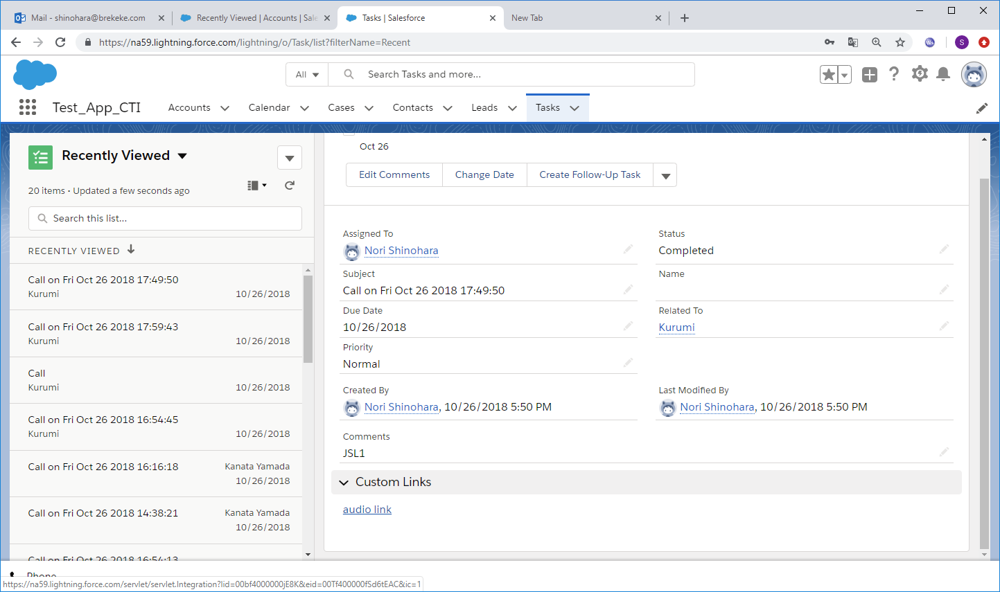 Mail - shinohara@brekeke.com
Recently Viewed | Accounts | Sale
Tasks | Salesforce
New Tab
https://na59.lightning.force.com/lightning/o/Task/list?filterName=Recent
S
All
Search Tasks and more...
Test_App_CTI
Accounts
Calendar
Cases
Contacts
Leads
Tasks
Recently Viewed
20 items • Updated a few seconds ago
Search this list...
RECENTLY VIEWED
Call on Fri Oct 26 2018 17:49:50
Kurumi
10/26/2018
Call on Fri Oct 26 2018 17:59:43
Kurumi
10/26/2018
Call
Kurumi
10/26/2018
Call on Fri Oct 26 2018 16:54:45
Kurumi
10/26/2018
Call on Fri Oct 26 2018 16:16:18
Kanata Yamada
10/26/2018
Call on Fri Oct 26 2018 14:38:21
Kanata Yamada
10/26/2018
Call on Fri Oct 26 2018 16:54:13
Oct 26
Edit Comments
Change Date
Create Follow-Up Task
Assigned To
Nori Shinohara
Status
Completed
Subject
Call on Fri Oct 26 2018 17:49:50
Name
Due Date
10/26/2018
Related To
Kurumi
Priority
Normal
Created By
Nori Shinohara, 10/26/2018 5:50 PM
Last Modified By
Nori Shinohara, 10/26/2018 5:50 PM
Comments
JSL1
Custom Links
audio link
Phone
https://na59.lightning.force.com/servlet/servlet.Integration?lid=00bf4000000jE8K&eid=00Tf400000fSd6tEAC&ic=1